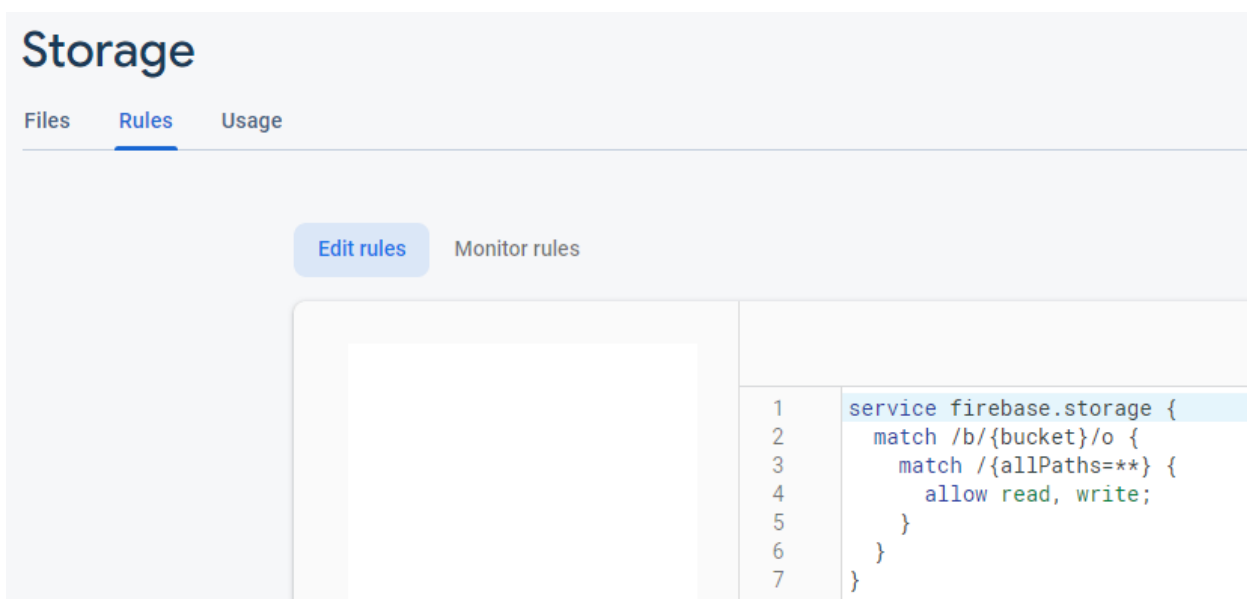 Storage
Files Rules Usage
Edit rules Monitor rules
1 service firebase.storage {
2 match /b/{bucket}/o {
3 match /{allPaths=**} {
4 allow read, write;
5 }
6 }
7 }